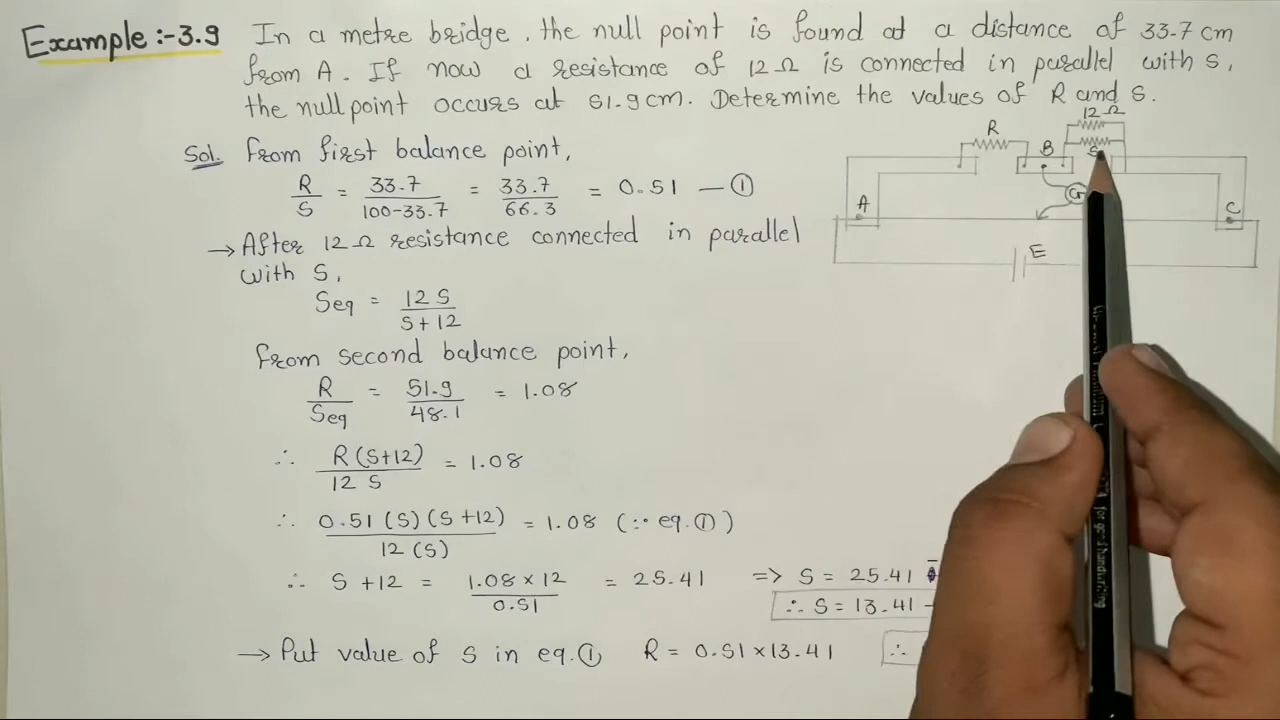 Example :- 3.9 In a metre bridge, the null point is found at a distance of 33.7 cm
from A. If now a resistance of 12 Ω is connected in parallel with S,
the null point occurs at 51.9 cm. Determine the values of R and S.
Sol. From first balance point,
R/S = 33.7/100-33.7 = 33.7/66.3 = 0.51 — ①
→ After 12 Ω resistance connected in parallel
with S,
Seq = 12 S/S+12
From second balance point,
R/Seq = 51.9/48.1 = 1.08
∴ R(S+12)/12 S = 1.08
∴ 0.51 (S) (S+12)/12 (S) = 1.08 (∵ eq. ①)
∴ S + 12 = 1.08 × 12/0.51 = 25.41 => S = 25.41 -
∴ S = 13.41
→ Put value of S in eq. ① R = 0.51 × 13.41 ∴
12 Ω
R
B
S
G
A
C
E